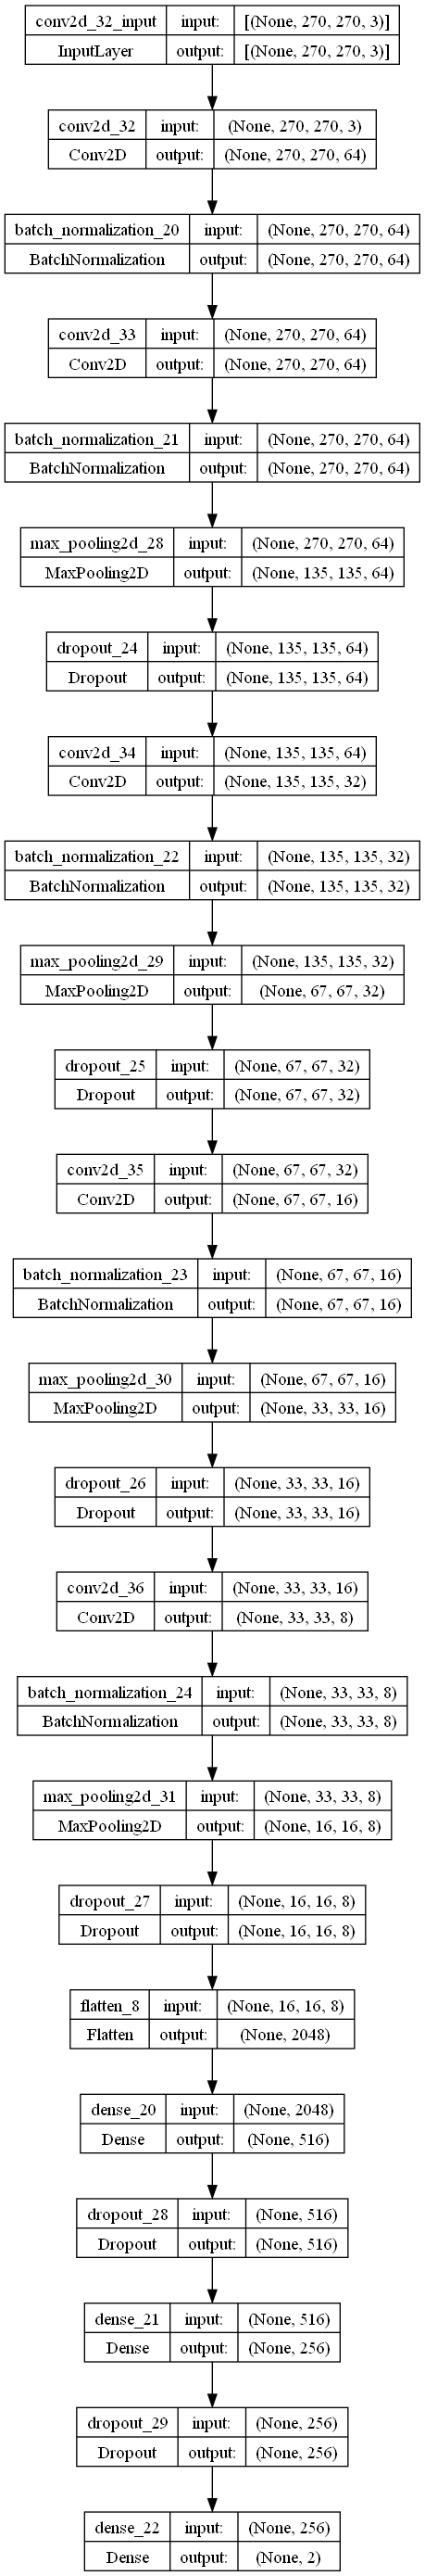 conv2d_32_input input: [(None, 270, 270, 3)]
InputLayer output: [(None, 270, 270, 3)]
conv2d_32 input: (None, 270, 270, 3)
Conv2D output: (None, 270, 270, 64)
batch_normalization_20 input: (None, 270, 270, 64)
BatchNormalization output: (None, 270, 270, 64)
conv2d_33 input: (None, 270, 270, 64)
Conv2D output: (None, 270, 270, 64)
batch_normalization_21 input: (None, 270, 270, 64)
BatchNormalization output: (None, 270, 270, 64)
max_pooling2d_28 input: (None, 270, 270, 64)
MaxPooling2D output: (None, 135, 135, 64)
dropout_24 input: (None, 135, 135, 64)
Dropout output: (None, 135, 135, 64)
conv2d_34 input: (None, 135, 135, 64)
Conv2D output: (None, 135, 135, 32)
batch_normalization_22 input: (None, 135, 135, 32)
BatchNormalization output: (None, 135, 135, 32)
max_pooling2d_29 input: (None, 135, 135, 32)
MaxPooling2D output: (None, 67, 67, 32)
dropout_25 input: (None, 67, 67, 32)
Dropout output: (None, 67, 67, 32)
conv2d_35 input: (None, 67, 67, 32)
Conv2D output: (None, 67, 67, 16)
batch_normalization_23 input: (None, 67, 67, 16)
BatchNormalization output: (None, 67, 67, 16)
max_pooling2d_30 input: (None, 67, 67, 16)
MaxPooling2D output: (None, 33, 33, 16)
dropout_26 input: (None, 33, 33, 16)
Dropout output: (None, 33, 33, 16)
conv2d_36 input: (None, 33, 33, 16)
Conv2D output: (None, 33, 33, 8)
batch_normalization_24 input: (None, 33, 33, 8)
BatchNormalization output: (None, 33, 33, 8)
max_pooling2d_31 input: (None, 33, 33, 8)
MaxPooling2D output: (None, 16, 16, 8)
dropout_27 input: (None, 16, 16, 8)
Dropout output: (None, 16, 16, 8)
flatten_8 input: (None, 16, 16, 8)
Flatten output: (None, 2048)
dense_20 input: (None, 2048)
Dense output: (None, 516)
dropout_28 input: (None, 516)
Dropout output: (None, 516)
dense_21 input: (None, 516)
Dense output: (None, 256)
dropout_29 input: (None, 256)
Dropout output: (None, 256)
dense_22 input: (None, 256)
Dense output: (None, 2)